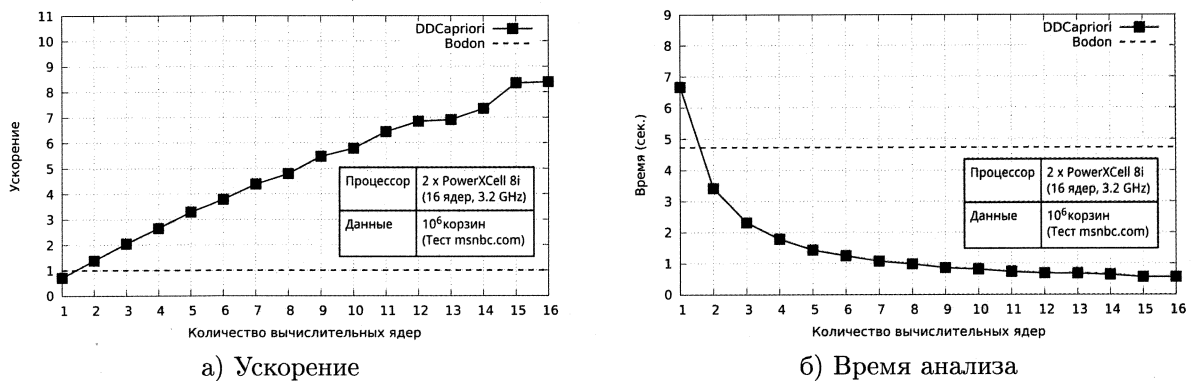 11
10
9
8
7
6
5
4
3
2
1
0
Ускорение
DDCapriori
Bodon
Процессор
2 x PowerXCell 8i
(16 ядер, 3.2 GHz)
Данные
10⁶корзин
(Тест msnbc.com)
1 2 3 4 5 6 7 8 9 10 11 12 13 14 15 16
Количество вычислительных ядер
а) Ускорение
9
8
7
6
5
4
3
2
1
0
Время (сек.)
DDCapriori
Bodon
Процессор
2 x PowerXCell 8i
(16 ядер, 3.2 GHz)
Данные
10⁶корзин
(Тест msnbc.com)
1 2 3 4 5 6 7 8 9 10 11 12 13 14 15 16
Количество вычислительных ядер
б) Время анализа